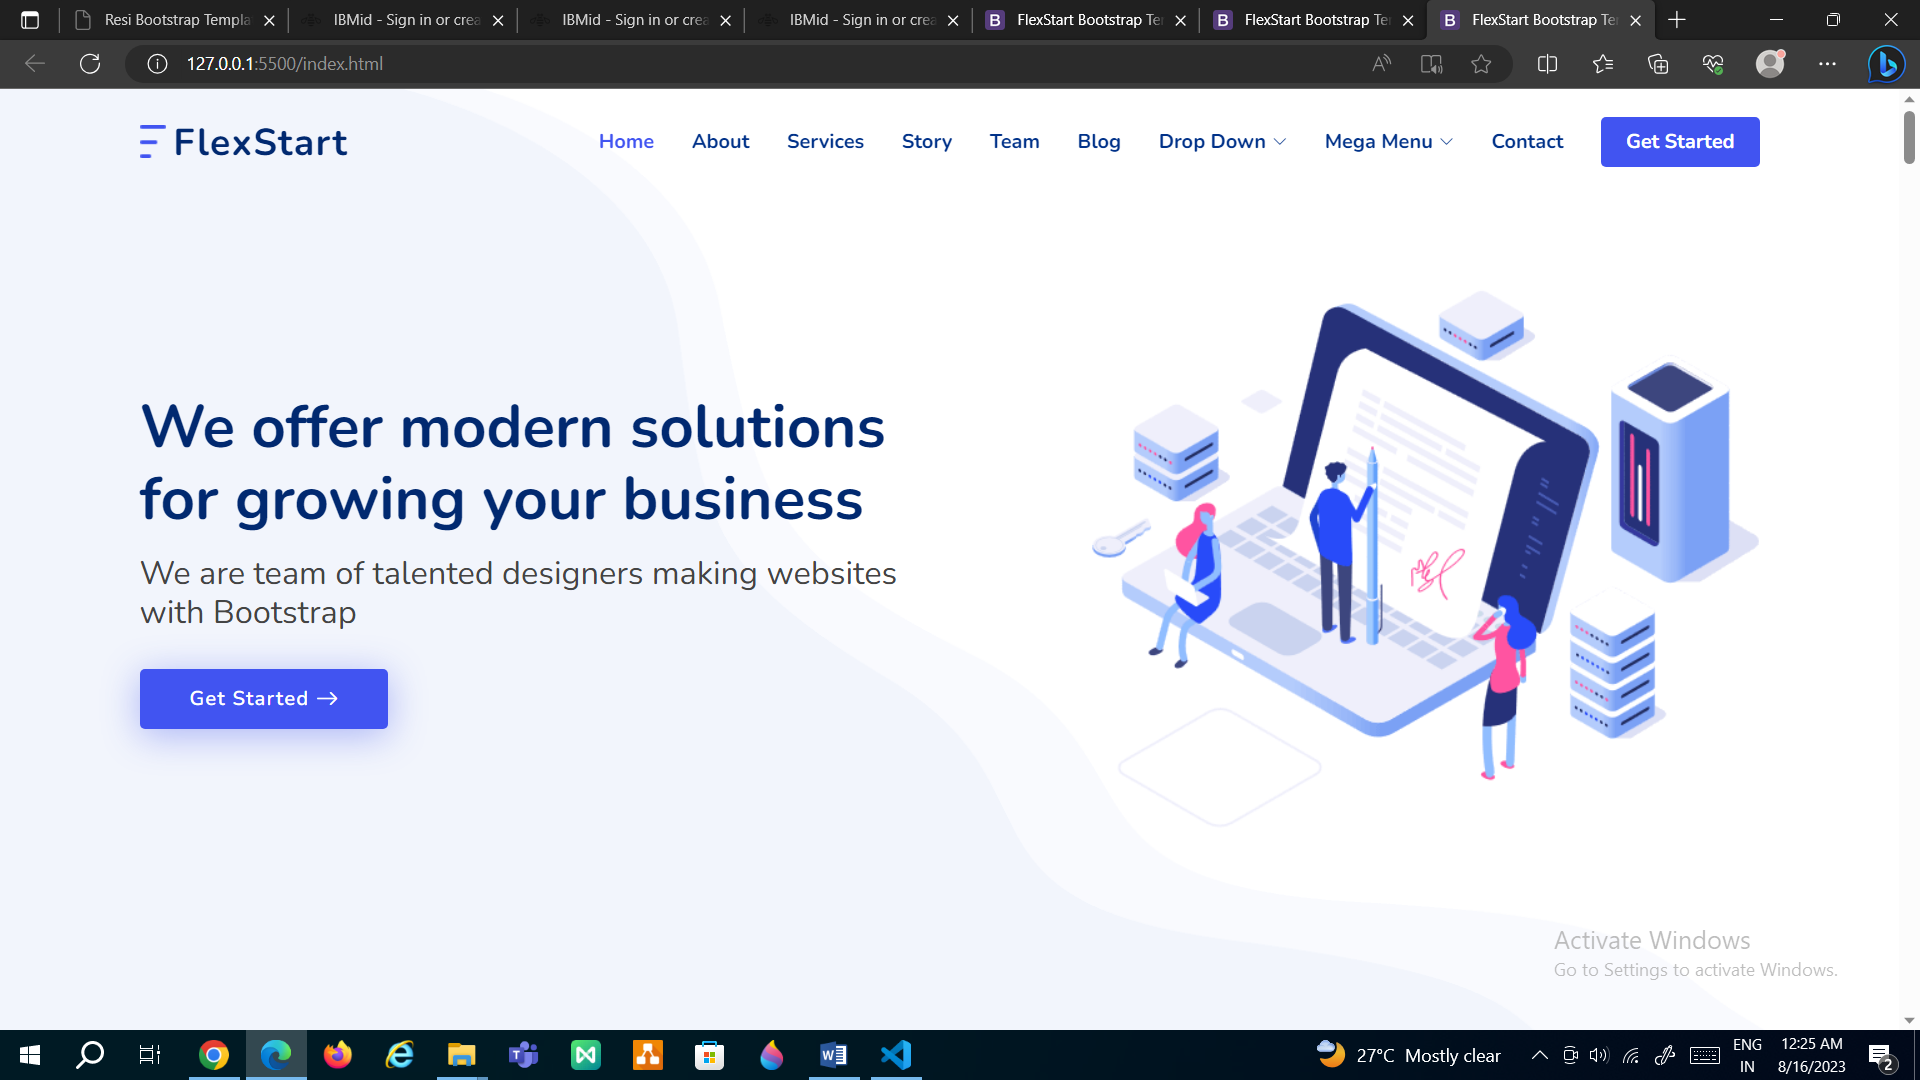 Resi Bootstrap Templa
IBMid - Sign in or crea
IBMid - Sign in or crea
IBMid - Sign in or crea
FlexStart Bootstrap Ter
FlexStart Bootstrap Ter
FlexStart Bootstrap Ter
127.0.0.1:5500/index.html
FlexStart
Home
About
Services
Story
Team
Blog
Drop Down
Mega Menu
Contact
Get Started
We offer modern solutions
for growing your business
We are team of talented designers making websites
with Bootstrap
Get Started →
Activate Windows
Go to Settings to activate Windows.
27°C Mostly clear
ENG
IN
12:25 AM
8/16/2023
2